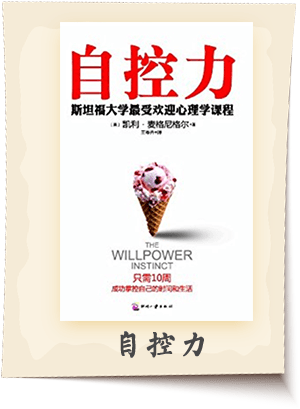 自控力
斯坦福大学最受欢迎心理学课程
[美] 凯利·麦格尼格尔 著
THE
WILLPOWER
INSTINCT
只需10周
成功掌控自己的时间和生活
自控力